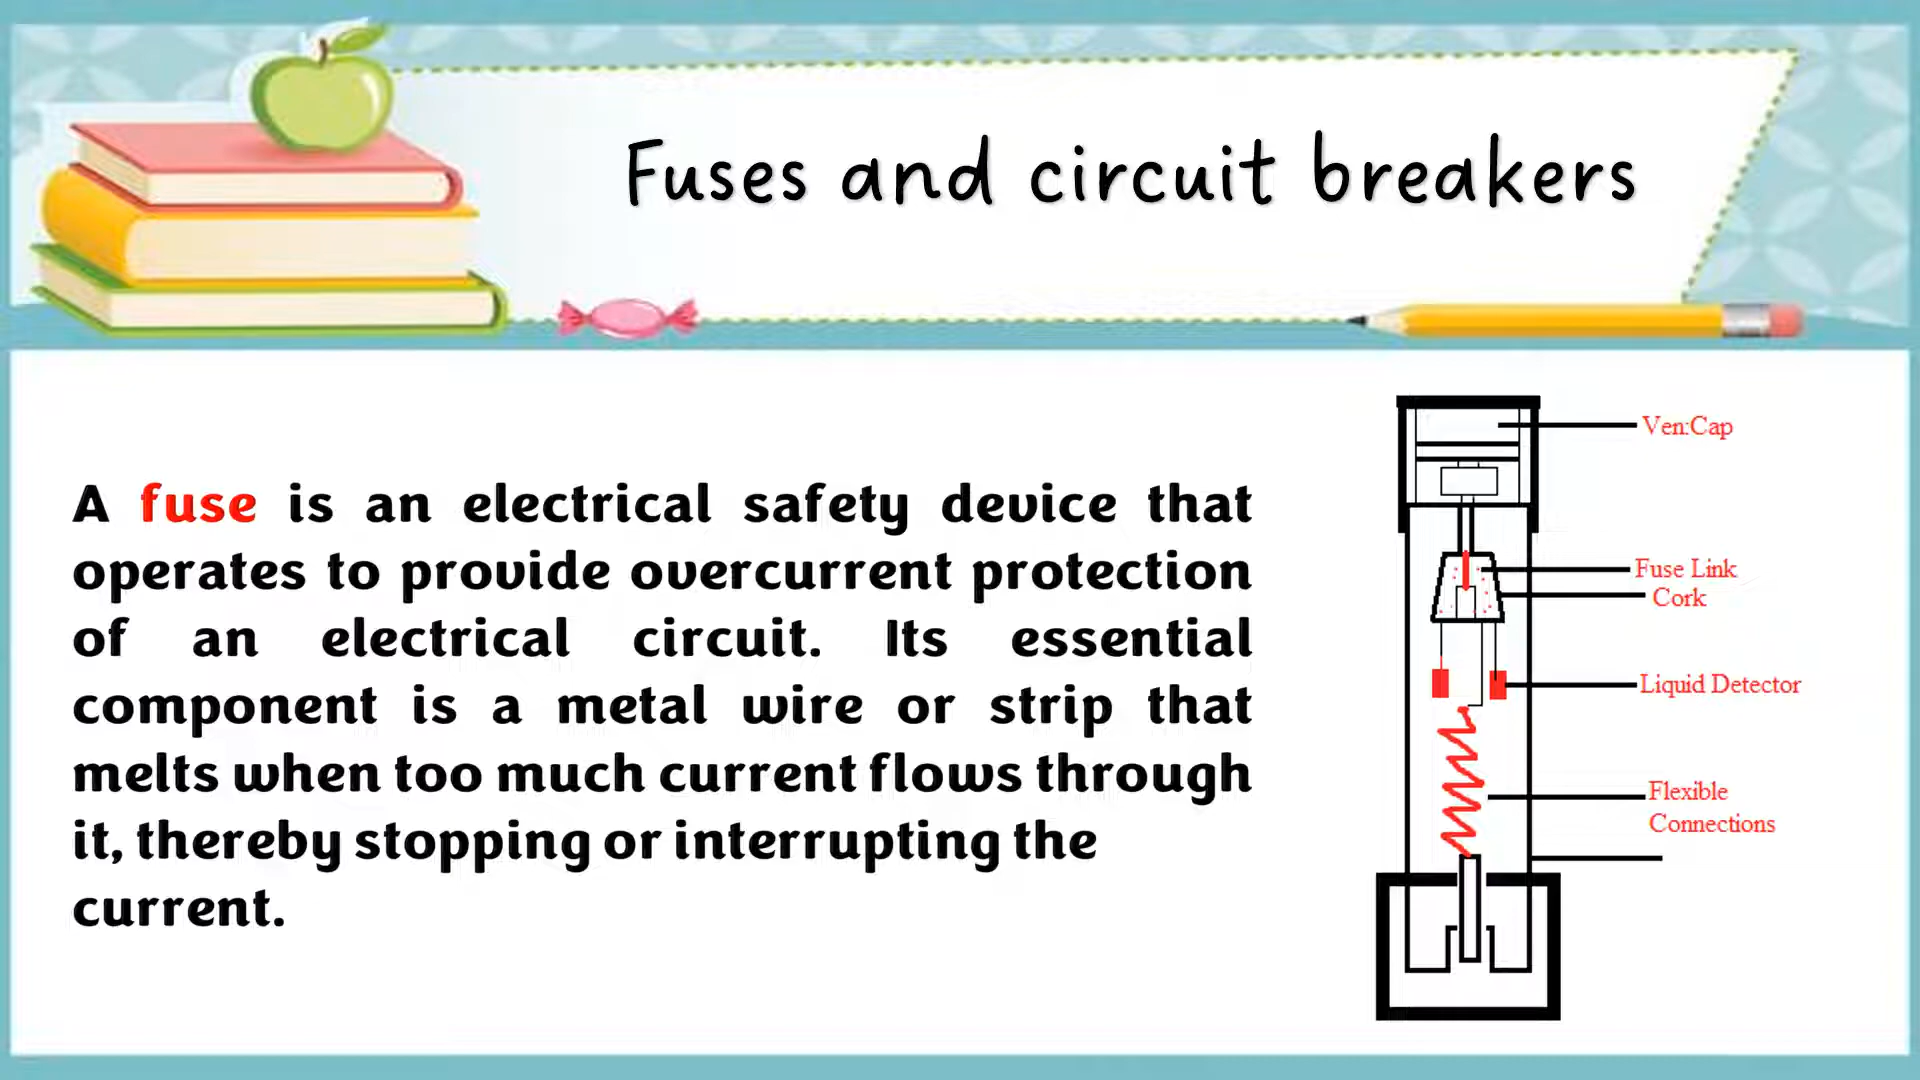 Fuses and circuit breakers
A fuse is an electrical safety device that
operates to provide overcurrent protection
of an electrical circuit. Its essential
component is a metal wire or strip that
melts when too much current flows through
it, thereby stopping or interrupting the
current.
Ven:Cap
Fuse Link
Cork
Liquid Detector
Flexible
Connections